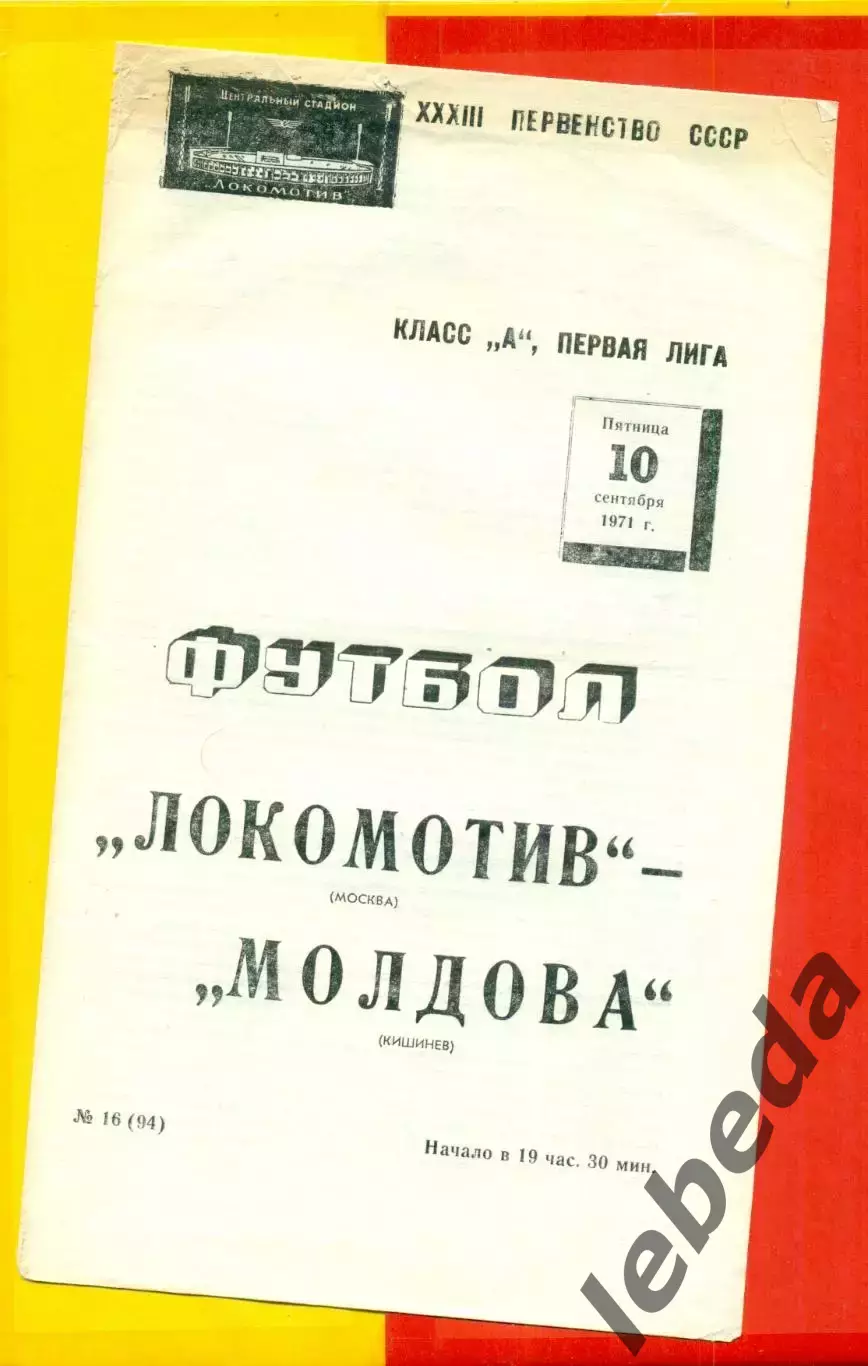 ЦЕНТРАЛЬНЫЙ СТАДИОН
„ЛОКОМОТИВ“
XXXIII ПЕРВЕНСТВО СССР
КЛАСС „А“, ПЕРВАЯ ЛИГА
Пятница
10
сентября
1971 г.
ФУТБОЛ
„ЛОКОМОТИВ“ –
(МОСКВА)
„МОЛДОВА“
(КИШИНЕВ)
№ 16 (94)
Начало в 19 час. 30 мин.
lebeda